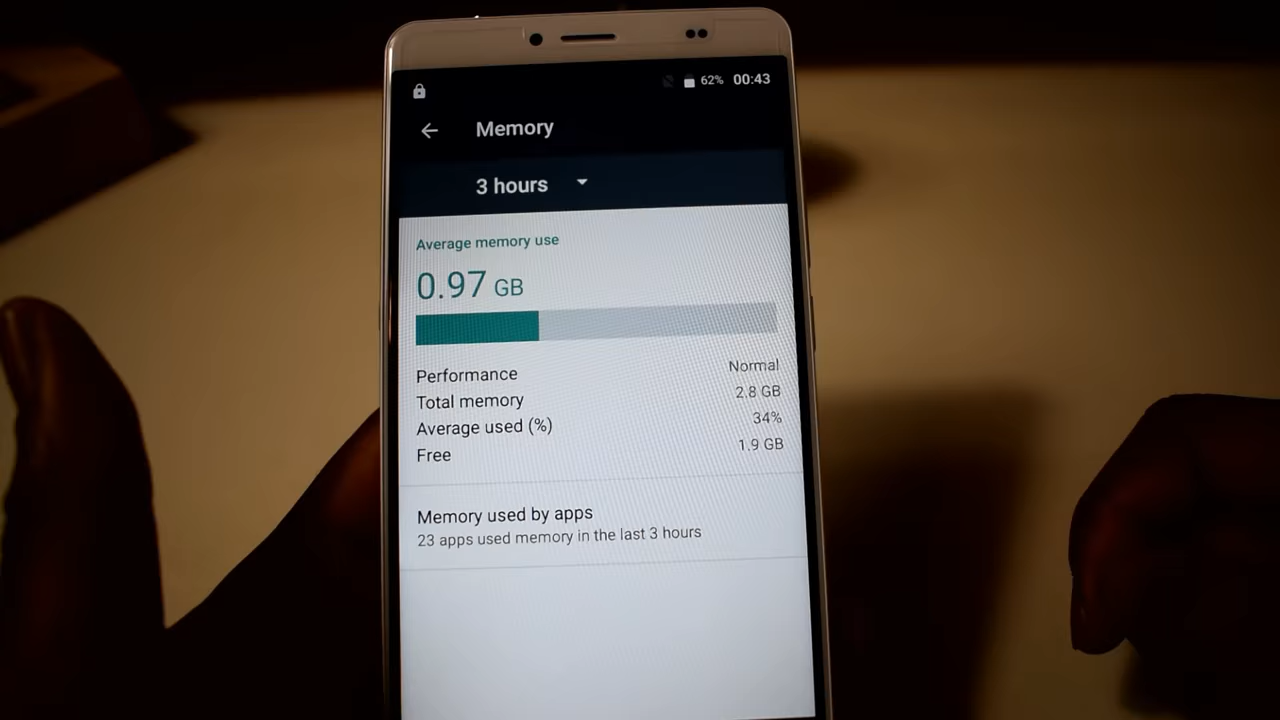 62% 00:43
Memory
3 hours
Average memory use
0.97 GB
Performance Normal
Total memory 2.8 GB
Average used (%) 34%
Free 1.9 GB
Memory used by apps
23 apps used memory in the last 3 hours